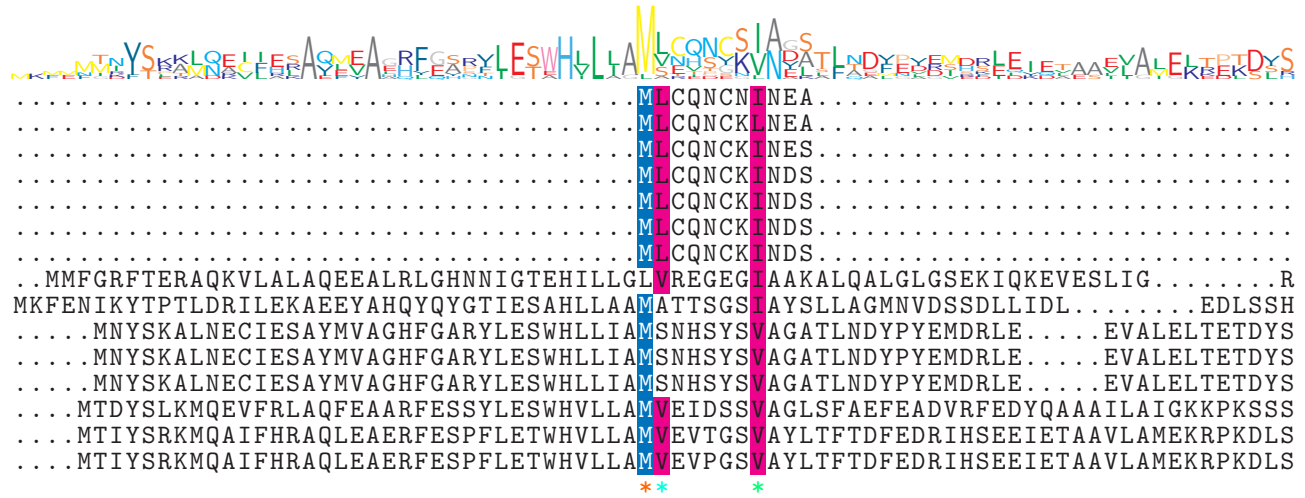 .......................................MLCQNCNINEA..............................
.......................................MLCQNCKLNEA..............................
.......................................MLCQNCKINES..............................
.......................................MLCQNCKINDS..............................
.......................................MLCQNCKINDS..............................
.......................................MLCQNCKINDS..............................
.......................................MLCQNCKINDS..............................
..MMFGRFTERAQKVLALAQEEALRLGHNNIGTEHILLGLVREGEGIAAKALQALGLGSEKIQKEVESLIG........R
MKFENIKYTPTLDRILEKAEEYAHQYQYGTIESAHLLAAMATTSGSIAYSLLAGMNVDSSDLLIDL........EDLSSH
.....MNYSKALNECIESAYMVAGHFGARYLESWHLLIAMSNHSYSVAGATLNDYPYEMDRLE.....EVALELTETDYS
.....MNYSKALNECIESAYMVAGHFGARYLESWHLLIAMSNHSYSVAGATLNDYPYEMDRLE.....EVALELTETDYS
.....MNYSKALNECIESAYMVAGHFGARYLESWHLLIAMSNHSYSVAGATLNDYPYEMDRLE.....EVALELTETDYS
....MTDYSLKMQEVFRLAQFEAARFESSYLESWHVLLAMVEIDSSVAGLSFAEFEADVRFEDYQAAAILAIGKKPKSSS
....MTIYSRKMQAIFHRAQLEAERFESPFLETWHVLLAMVEVTGSVAYLTFTDFEDRIHSEEIETAAVLAMEKRPKDLS
....MTIYSRKMQAIFHRAQLEAERFESPFLETWHVLLAMVEVPGSVAYLTFTDFEDRIHSEEIETAAVLAMEKRPKDLS
** *